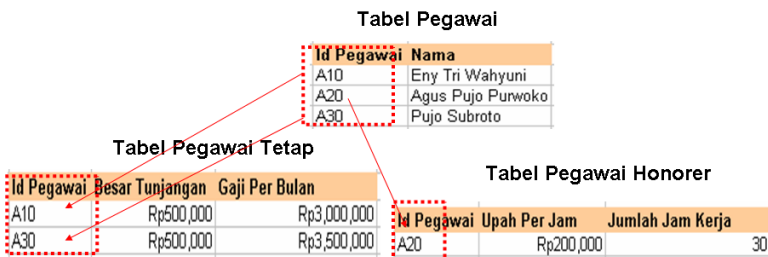 Tabel Pegawai
Id Pegawai Nama
A10 Eny Tri Wahyuni
A20 Agus Pujo Purwoko
A30 Pujo Subroto
Tabel Pegawai Tetap
Id Pegawai Besar Tunjangan Gaji Per Bulan
A10 Rp500,000 Rp3,000,000
A30 Rp500,000 Rp3,500,000
Tabel Pegawai Honorer
Id Pegawai Upah Per Jam Jumlah Jam Kerja
A20 Rp200,000 30